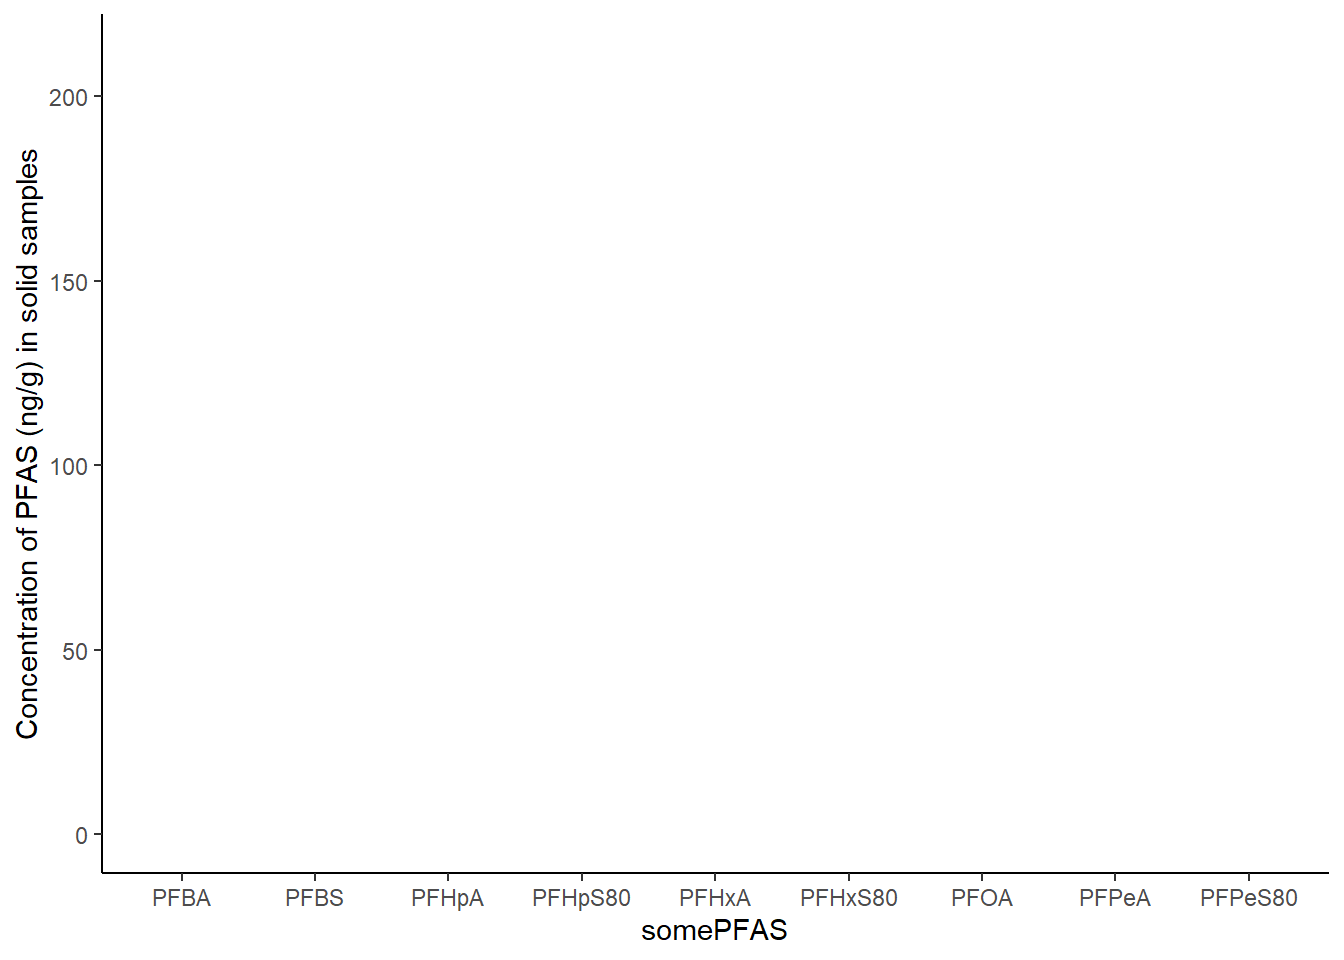 Concentration of PFAS (ng/g) in solid samples
200
150
100
50
0
PFBA PFBS PFHpA PFHpS80 PFHxA PFHxS80 PFOA PFPeA PFPeS80
somePFAS